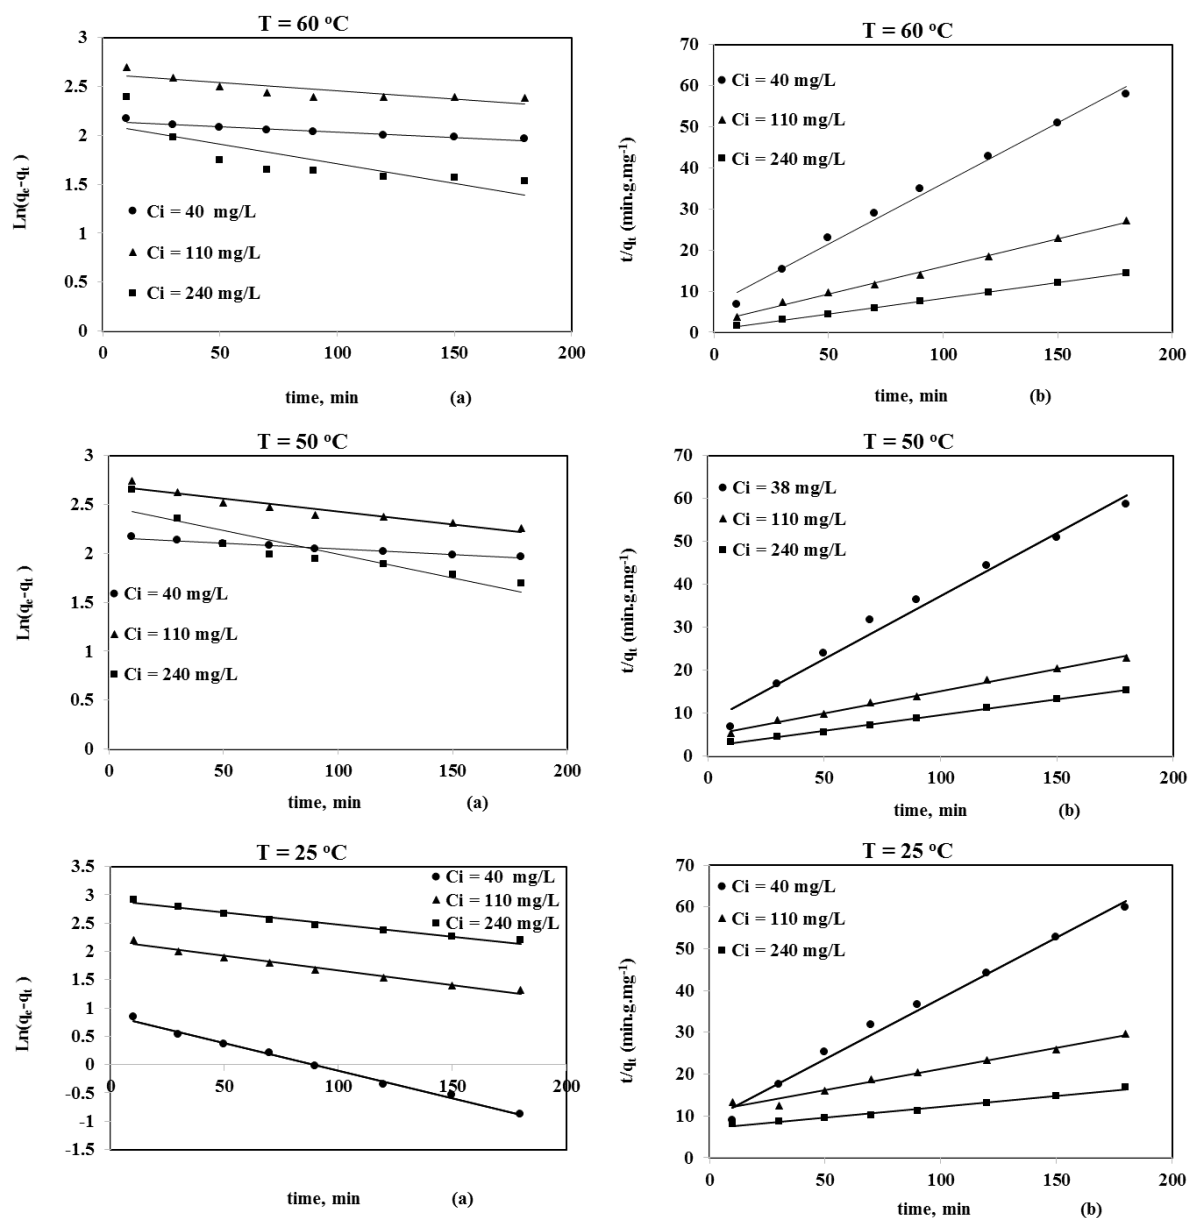 T = 60 °C
3
2.5
2
1.5
1
0.5
0
Ln(qe-qt)
Ci = 40 mg/L
Ci = 110 mg/L
Ci = 240 mg/L
0 50 100 150 200
time, min (a)
T = 60 °C
70
60
50
40
30
20
10
0
t/qt (min.g.mg-1)
Ci = 40 mg/L
Ci = 110 mg/L
Ci = 240 mg/L
0 50 100 150 200
time, min (b)
T = 50 °C
3
2.5
2
1.5
1
0.5
0
Ln(qe-qt)
Ci = 40 mg/L
Ci = 110 mg/L
Ci = 240 mg/L
0 50 100 150 200
time, min (a)
T = 50 °C
70
60
50
40
30
20
10
0
t/qt (min.g.mg-1)
Ci = 38 mg/L
Ci = 110 mg/L
Ci = 240 mg/L
0 50 100 150 200
time, min (b)
T = 25 °C
3.5
3
2.5
2
1.5
1
0.5
0
-0.5
-1
-1.5
Ln(qe-qt)
Ci = 40 mg/L
Ci = 110 mg/L
Ci = 240 mg/L
0 50 100 150 200
time, min (a)
T = 25 °C
70
60
50
40
30
20
10
0
t/qt (min.g.mg-1)
Ci = 40 mg/L
Ci = 110 mg/L
Ci = 240 mg/L
0 50 100 150 200
time, min (b)